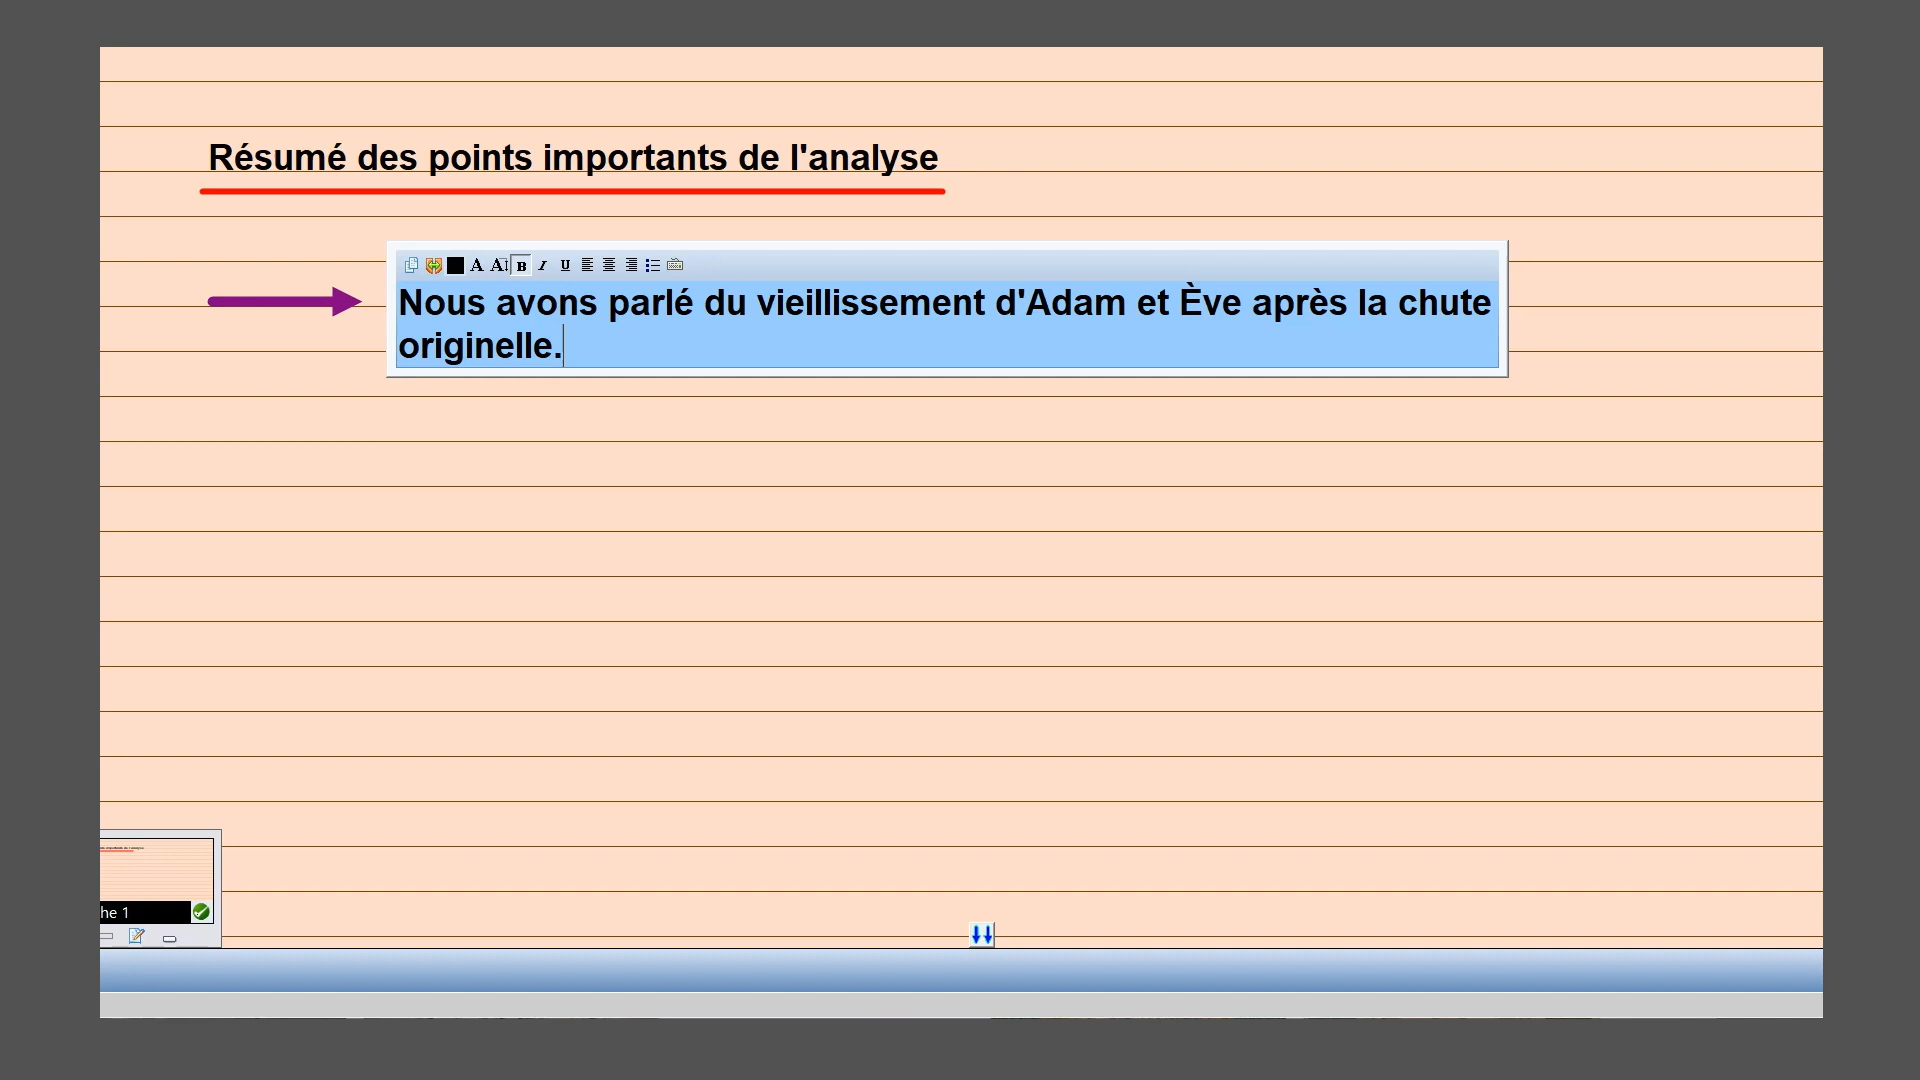 Résumé des points importants de l'analyse
Nous avons parlé du vieillissement d'Adam et Ève après la chute
originelle.
he 1